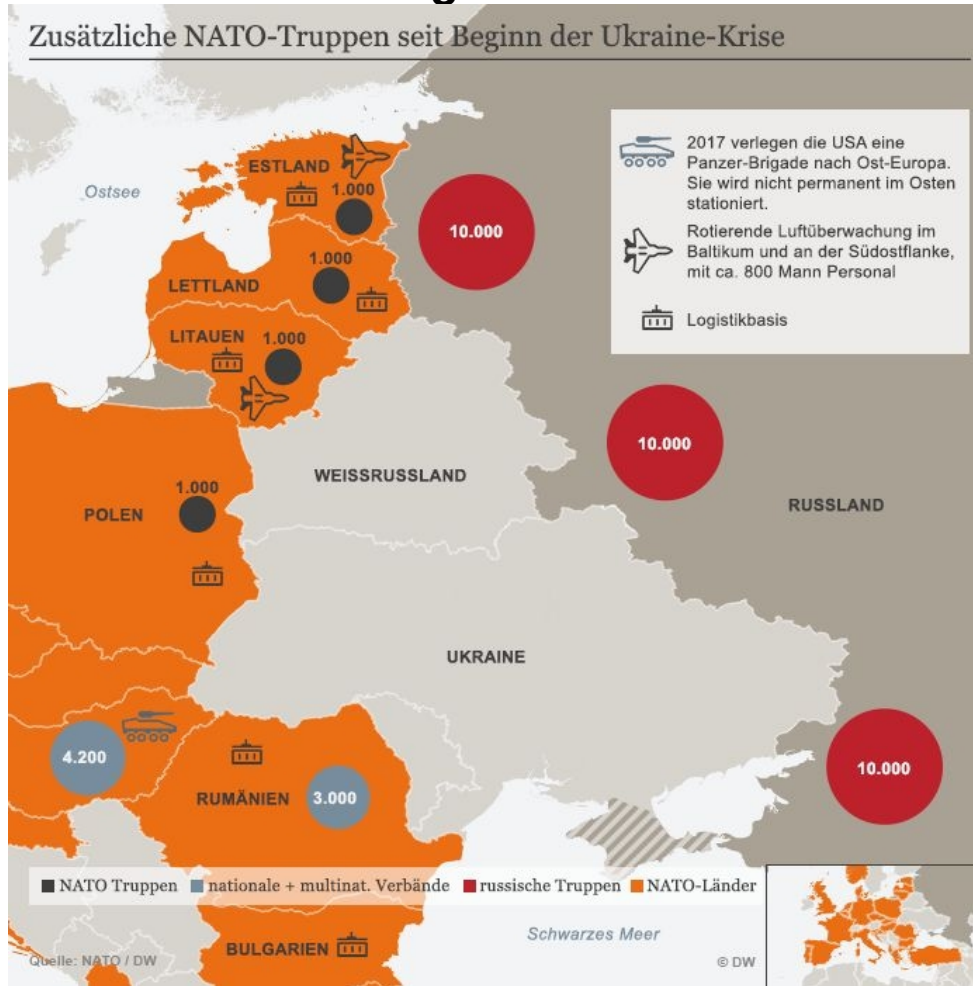 Zusätzliche NATO-Truppen seit Beginn der Ukraine-Krise
2017 verlegen die USA eine
Panzer-Brigade nach Ost-Europa.
Sie wird nicht permanent im Osten
stationiert.
Rotierende Luftüberwachung im
Baltikum und an der Südostflanke,
mit ca. 800 Mann Personal
Logistikbasis
ESTLAND
1.000
Ostsee
10.000
1.000
LETTLAND
LITAUEN 1.000
10.000
WEISSRUSSLAND
1.000
POLEN
RUSSLAND
UKRAINE
4.200
10.000
RUMÄNIEN 3.000
NATO Truppen nationale + multinat. Verbände russische Truppen NATO-Länder
Schwarzes Meer
BULGARIEN
Quelle: NATO / DW
© DW